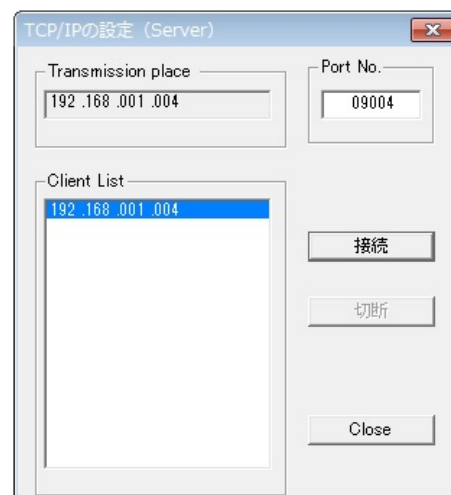 TCP/IPの設定 (Server)
Transmission place
192 .168 .001 .004
Port No.
09004
Client List
192 .168 .001 .004
接続
切断
Close